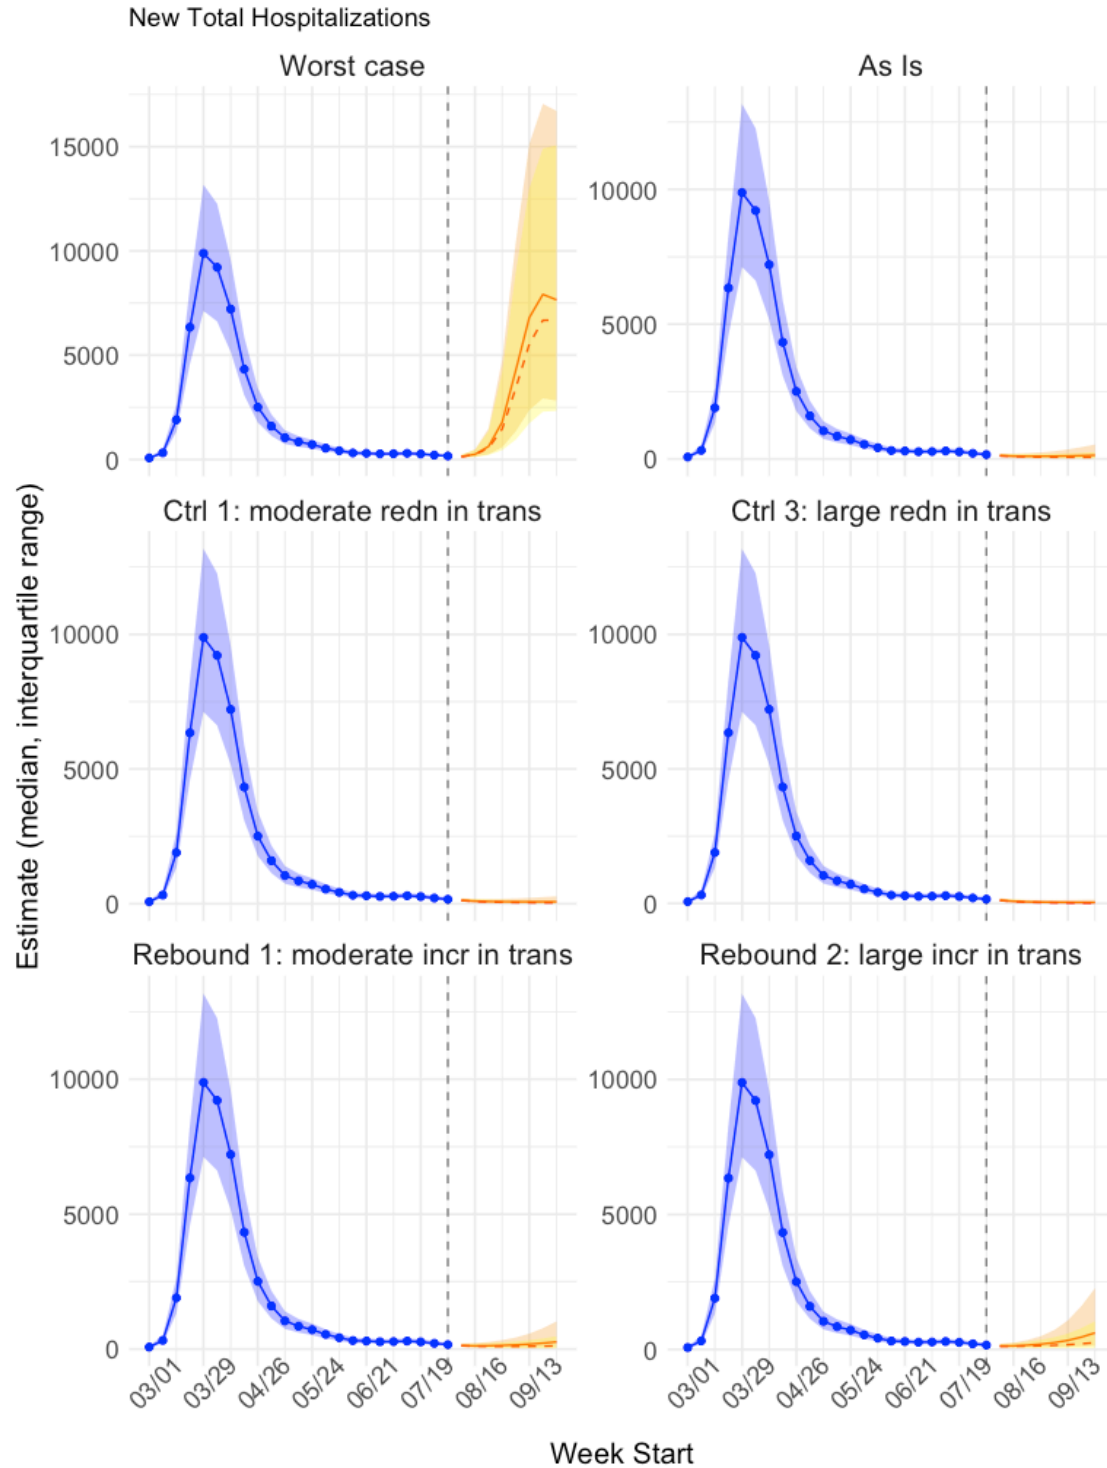 New Total Hospitalizations
Worst case
As Is
15000
10000
5000
0
10000
5000
0
Estimate (median, interquartile range)
Ctrl 1: moderate redn in trans
Ctrl 3: large redn in trans
10000
5000
0
10000
5000
0
Rebound 1: moderate incr in trans
Rebound 2: large incr in trans
10000
5000
0
10000
5000
0
03/01 03/29 04/26 05/24 06/21 07/19 08/16 09/13
03/01 03/29 04/26 05/24 06/21 07/19 08/16 09/13
Week Start